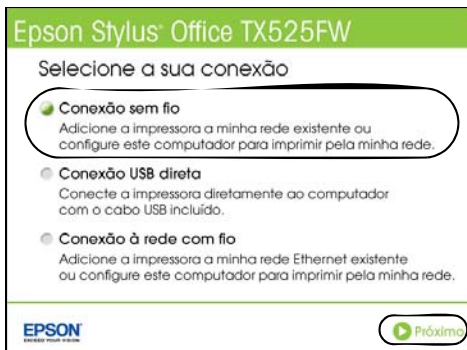 Epson Stylus® Office TX525FW
Selecione a sua conexão
Conexão sem fio
Adicione a impressora a minha rede existente ou
configure este computador para imprimir pela minha rede.
Conexão USB direta
Conecte a impressora diretamente ao computador
com o cabo USB incluído.
Conexão à rede com fio
Adicione a impressora a minha rede Ethernet existente
ou configure este computador para imprimir pela minha rede.
EPSON
EXCEED YOUR VISION
Próximo